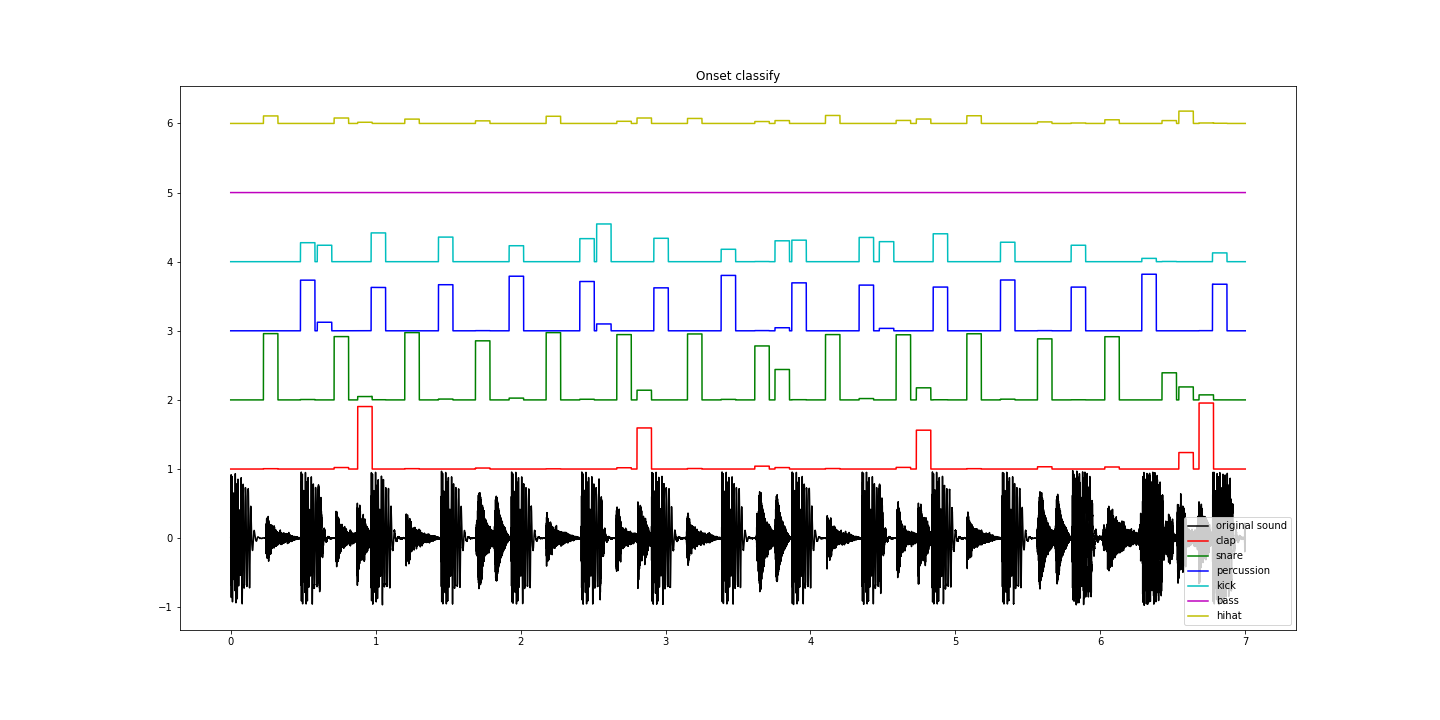 Onset classify
6
5
4
3
2
1
0
−1
original sound
clap
snare
percussion
kick
bass
hihat
0 1 2 3 4 5 6 7